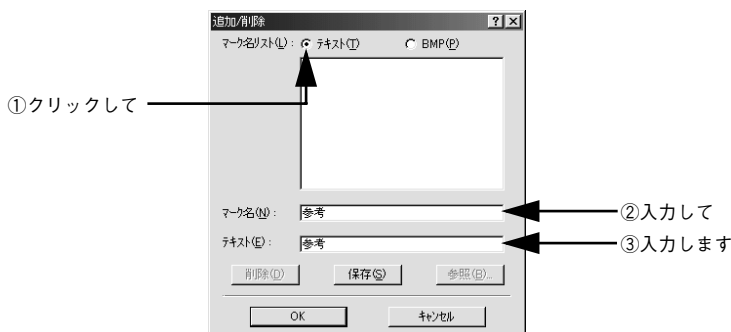 追加/削除
マーク名リスト(L): テキスト(T) BMP(P)
①クリックして
マーク名(N): 参考
②入力して
テキスト(E): 参考
③入力します
削除(D) 保存(S) 参照(B)...
OK キャンセル